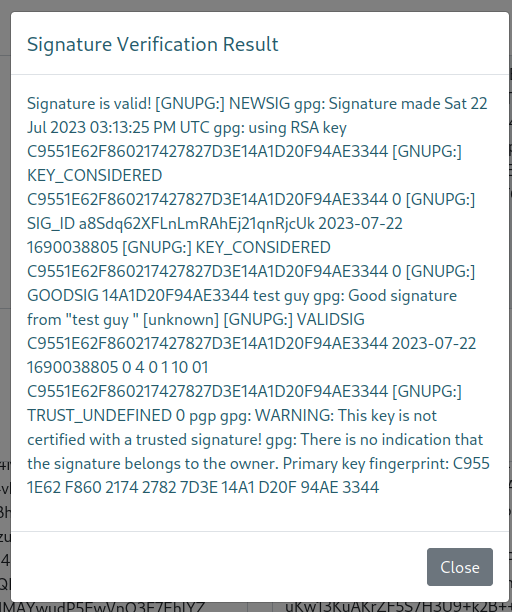 Signature Verification Result
Signature is valid! [GNUPG:] NEWSIG gpg: Signature made Sat 22
Jul 2023 03:13:25 PM UTC gpg: using RSA key
C9551E62F860217427827D3E14A1D20F94AE3344 [GNUPG:]
KEY_CONSIDERED
C9551E62F860217427827D3E14A1D20F94AE3344 0 [GNUPG:]
SIG_ID a8Sdq62XFLnLmRAhEj21qnRjcUk 2023-07-22
1690038805 [GNUPG:] KEY_CONSIDERED
C9551E62F860217427827D3E14A1D20F94AE3344 0 [GNUPG:]
GOODSIG 14A1D20F94AE3344 test guy gpg: Good signature
from "test guy " [unknown] [GNUPG:] VALIDSIG
C9551E62F860217427827D3E14A1D20F94AE3344 2023-07-22
1690038805 0 4 0 1 10 01
C9551E62F860217427827D3E14A1D20F94AE3344 [GNUPG:]
TRUST_UNDEFINED 0 pgp gpg: WARNING: This key is not
certified with a trusted signature! gpg: There is no indication that
the signature belongs to the owner. Primary key fingerprint: C955
1E62 F860 2174 2782 7D3E 14A1 D20F 94AE 3344
Close